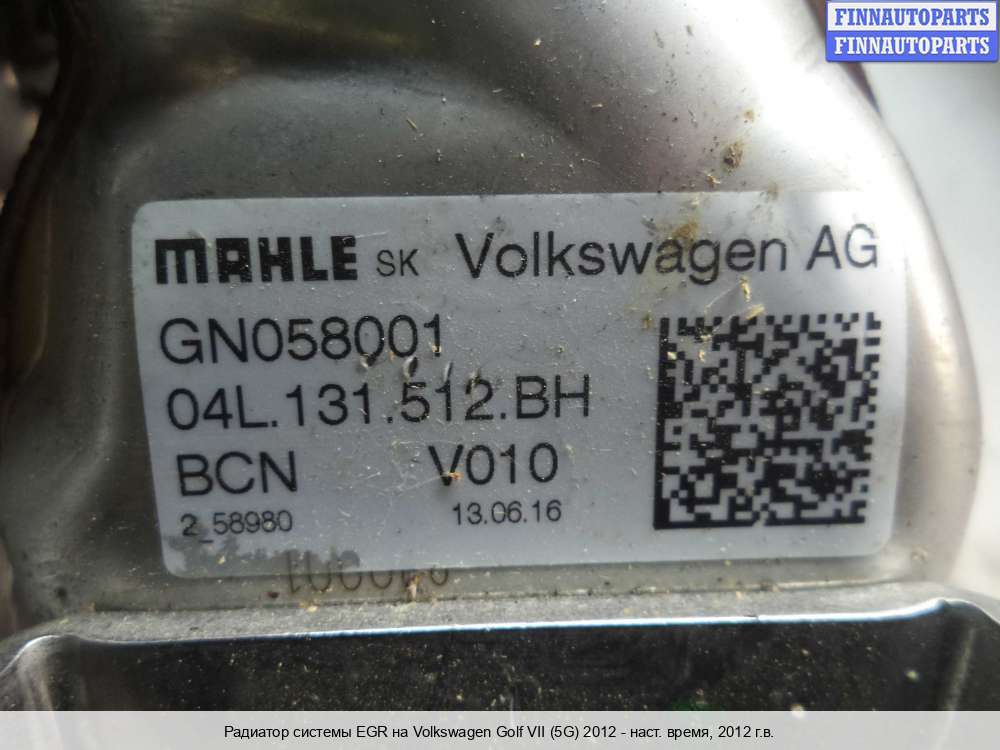 FINNAUTOPARTS
FINNAUTOPARTS
MAHLE SK Volkswagen AG
GN058001
04L.131.512.BH
BCN V010
2_58980 13.06.16
Радиатор системы EGR на Volkswagen Golf VII (5G) 2012 - наст. время, 2012 г.в.